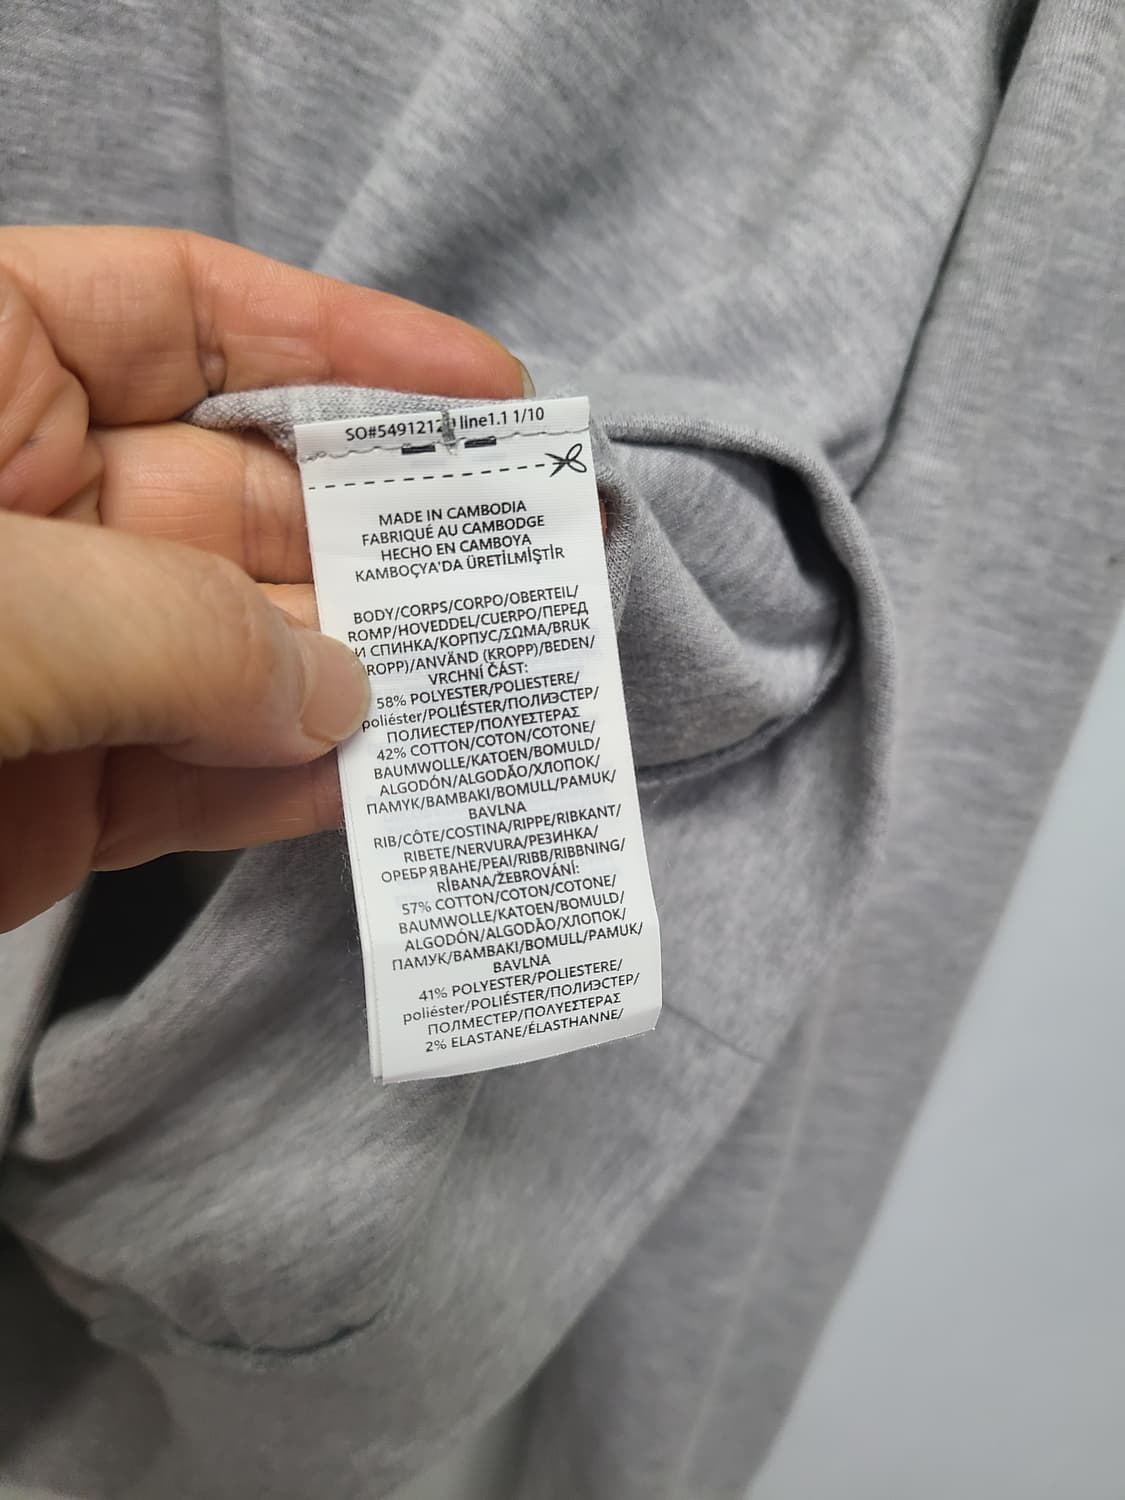 SO#5491212 line1.1 1/10
MADE IN CAMBODIA
FABRIQUÉ AU CAMBODGE
HECHO EN CAMBOYA
KAMBOÇYA'DA ÜRETİLMİŞTİR
BODY/CORPS/CORPO/OBERTEIL/
ROMP/HOVEDDEL/CUERPO/ПЕРЕД
И СПИНКА/КОРПУС/ΣΩΜΑ/BRUK
KROPP)/ANVÄND (KROPP)/BEDEN/
VRCHNÍ ČÁST:
58% POLYESTER/POLIESTERE/
poliéster/POLIÉSTER/ПОЛИЭСТЕР/
ПОЛИЕСТЕР/ΠΟΛΥΕΣΤΕΡΑΣ
42% COTTON/COTON/COTONE/
BAUMWOLLE/KATOEN/BOMULD/
ALGODÓN/ALGODÃO/ХЛОПОК/
ПАМУК/BAMBAKI/BOMULL/PAMUK/
BAVLNA
RIB/CÔTE/COSTINA/RIPPE/RIBKANT/
RIBETE/NERVURA/РЕЗИНКА/
ОРЕБРЯВАНЕ/PEAI/RIBB/RIBBNING/
RİBANA/ŽEBROVÁNÍ:
57% COTTON/COTON/COTONE/
BAUMWOLLE/KATOEN/BOMULD/
ALGODÓN/ALGODÃO/ХЛОПОК/
ПАМУК/BAMBAKI/BOMULL/PAMUK/
BAVLNA
41% POLYESTER/POLIESTERE/
poliéster/POLIÉSTER/ПОЛИЭСТЕР/
ПОЛМЕСТЕР/ΠΟΛΥΕΣΤΕΡΑΣ
2% ELASTANE/ÉLASTHANNE/